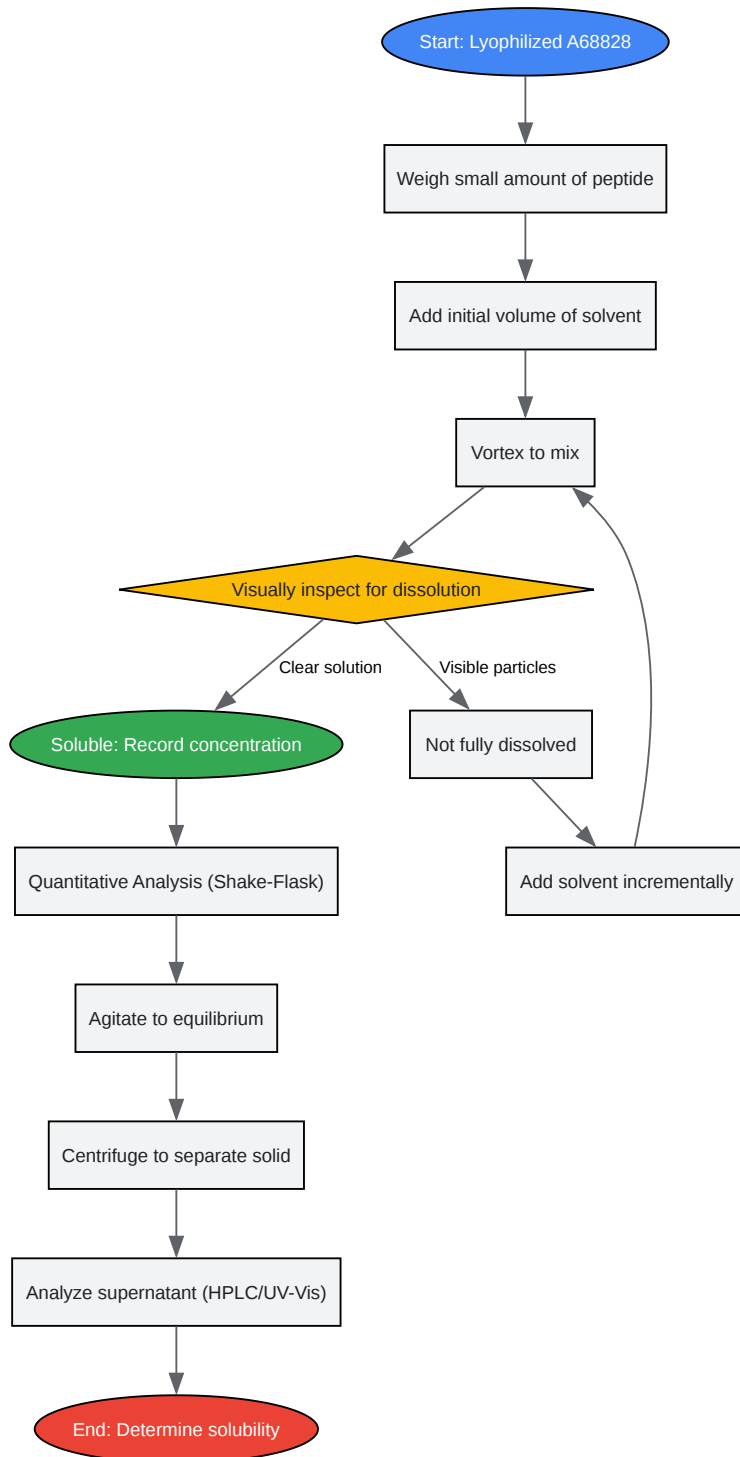 Start: Lyophilized A68828
Weigh small amount of peptide
Add initial volume of solvent
Vortex to mix
Visually inspect for dissolution
Clear solution
Visible particles
Soluble: Record concentration
Not fully dissolved
Quantitative Analysis (Shake-Flask)
Add solvent incrementally
Agitate to equilibrium
Centrifuge to separate solid
Analyze supernatant (HPLC/UV-Vis)
End: Determine solubility